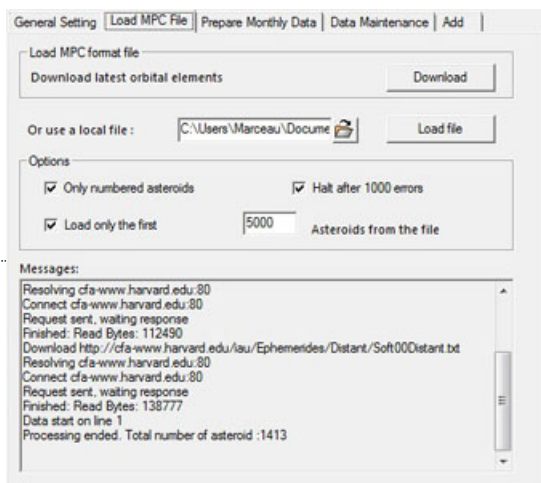 General Setting Load MPC File Prepare Monthly Data Data Maintenance Add
Load MPC format file
Download latest orbital elements Download
Or use a local file : C:\Users\Marceau\Docume Load file
Options
Only numbered asteroids Halt after 1000 errors
Load only the first 5000 Asteroids from the file
Messages:
Resolving cfa-www.harvard.edu:80
Connect cfa-www.harvard.edu:80
Request sent, waiting response
Finished: Read Bytes: 112490
Download http://cfa-www.harvard.edu/iau/Ephemerides/Distant/Soft00Distant.txt
Resolving cfa-www.harvard.edu:80
Connect cfa-www.harvard.edu:80
Request sent, waiting response
Finished: Read Bytes: 138777
Data start on line 1
Processing ended. Total number of asteroid :1413